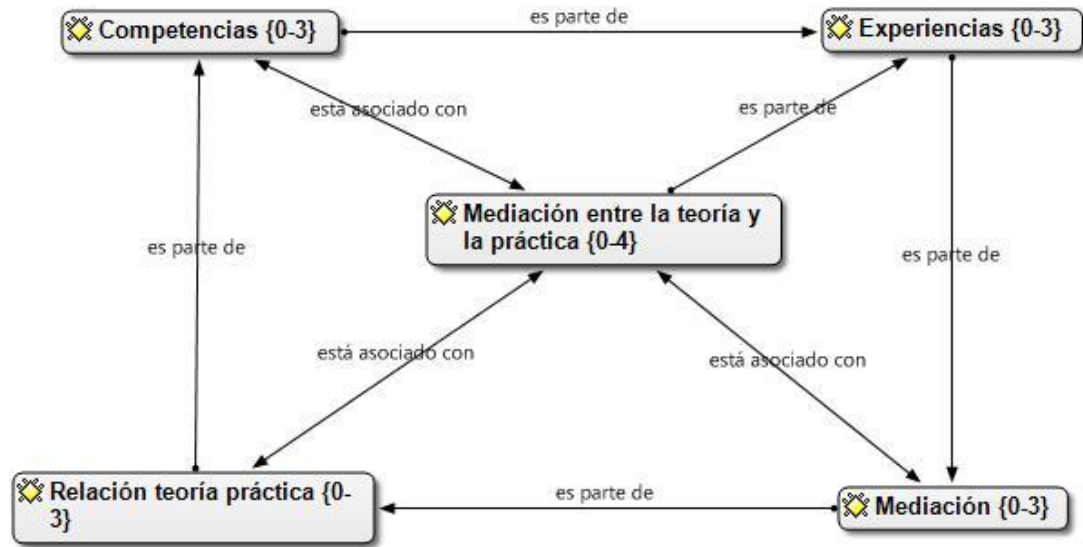 es parte de
Competencias {0-3}
Experiencias {0-3}
está asociado con
es parte de
Mediación entre la teoría y
la práctica {0-4}
es parte de
es parte de
está asociado con
está asociado con
Relación teoría práctica {0-
3}
es parte de
Mediación {0-3}